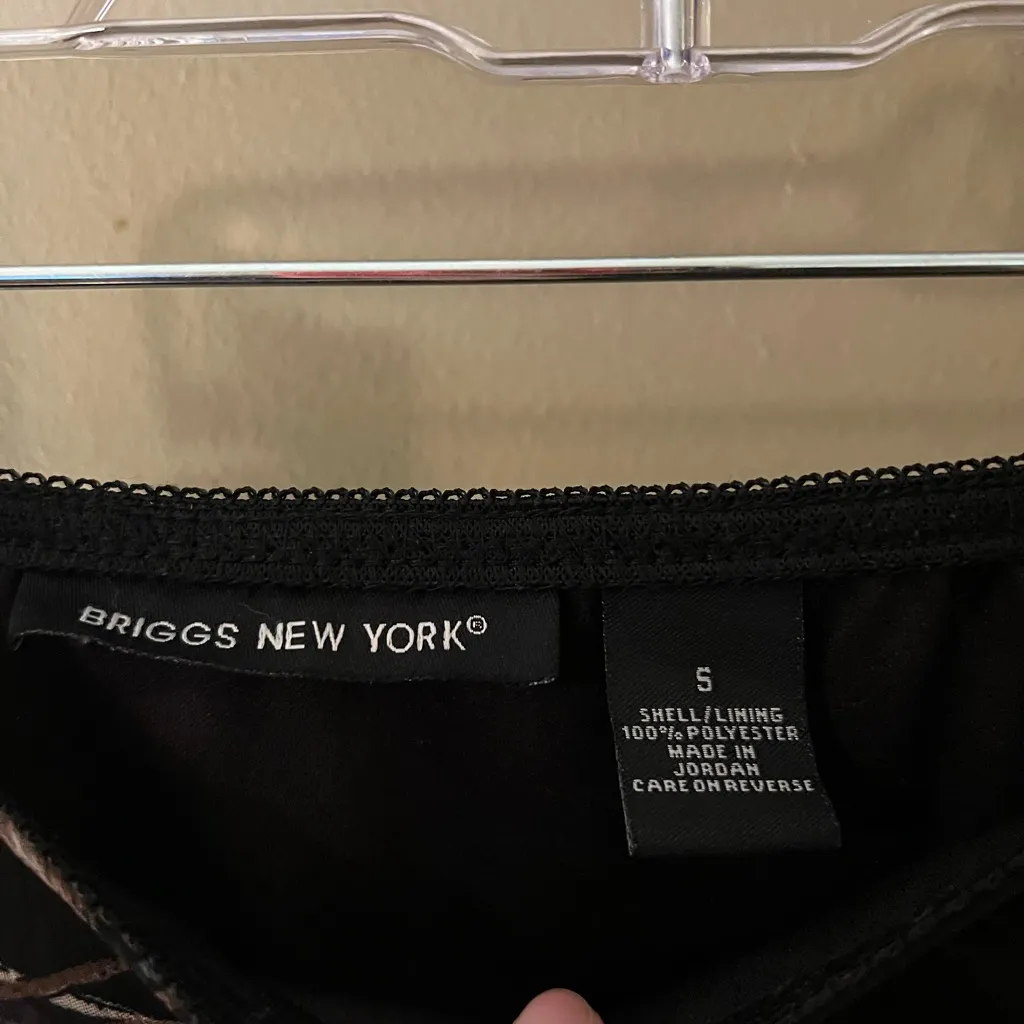 BRIGGS NEW YORK®
S
SHELL/LINING
100% POLYESTER
MADE IN
JORDAN
CARE ON REVERSE